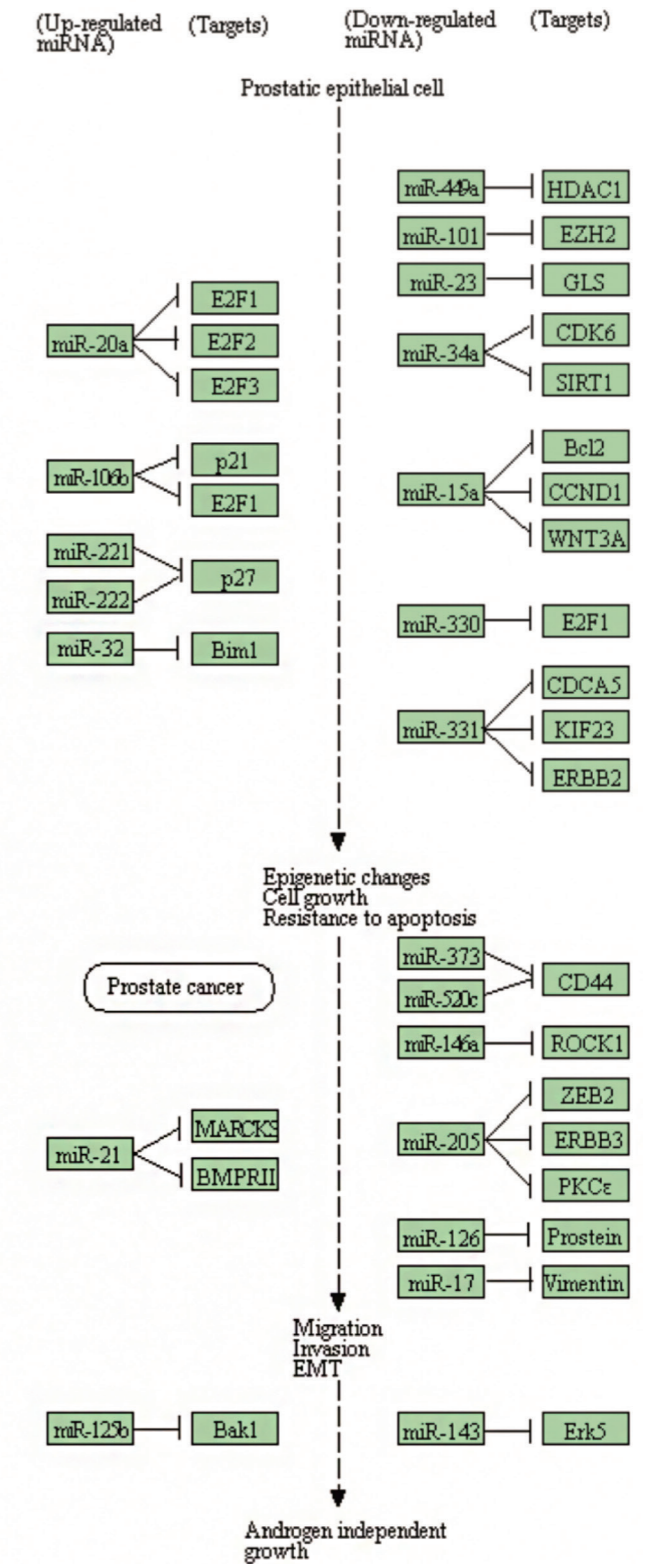 (Up-regulated
miRNA)
(Targets)
(Down-regulated
miRNA)
(Targets)
Prostatic epithelial cell
miR-449a
HDAC1
miR-101
EZH2
miR-23
GLS
miR-20a
E2F1
E2F2
E2F3
miR-34a
CDK6
SIRT1
miR-106b
p21
E2F1
miR-15a
Bcl2
CCND1
WNT3A
miR-221
miR-222
p27
miR-32
Bim1
miR-330
E2F1
miR-331
CDCA5
KIF23
ERBB2
Epigenetic changes
Cell growth
Resistance to apoptosis
Prostate cancer
miR-373
miR-520c
CD44
miR-146a
ROCK1
miR-21
MARCKS
BMPRII
miR-205
ZEB2
ERBB3
PKCε
miR-126
Prostein
miR-17
Vimentin
Migration
Invasion
EMT
miR-125b
Bak1
miR-143
Erk5
Androgen independent
growth